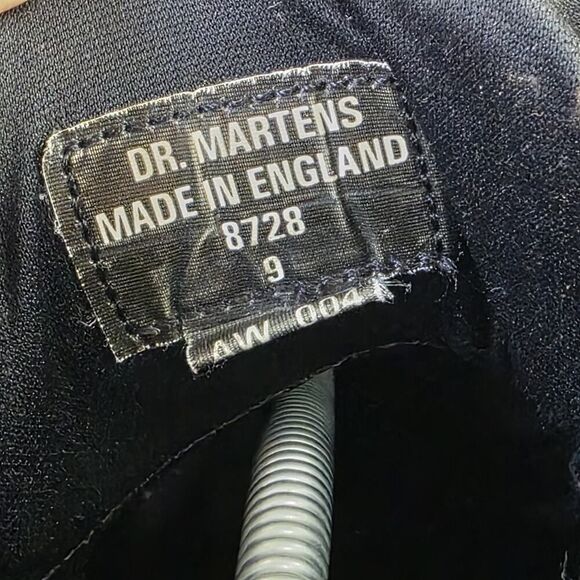 DR. MARTENS
MADE IN ENGLAND
8728
9
AW 004